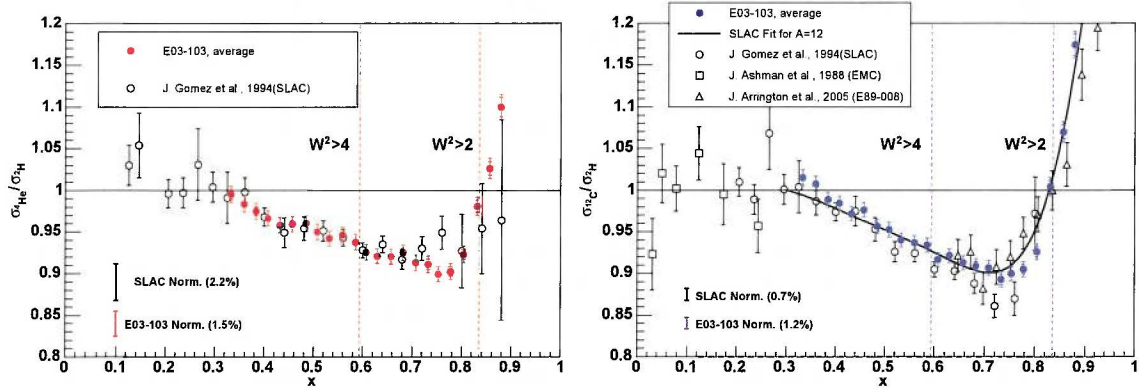 1.2
1.15
1.1
1.05
1
0.95
0.9
0.85
0.8
σ⁴He/σ²H
E03-103, average
J Gomez et al , 1994(SLAC)
W²>4
W²>2
SLAC Norm. (2.2%)
E03-103 Norm. (1.5%)
0 0.1 0.2 0.3 0.4 0.5 0.6 0.7 0.8 0.9 1
x
1.2
1.15
1.1
1.05
1
0.95
0.9
0.85
0.8
σ¹²C/σ²H
E03-103, average
SLAC Fit for A=12
J. Gomez et al. , 1994(SLAC)
J. Ashman et al , 1988 (EMC)
J. Arrington et al. , 2005 (E89-008)
W²>4
W²>2
SLAC Norm. (0.7%)
E03-103 Norm. (1.2%)
0 0.1 0.2 0.3 0.4 0.5 0.6 0.7 0.8 0.9 1
x